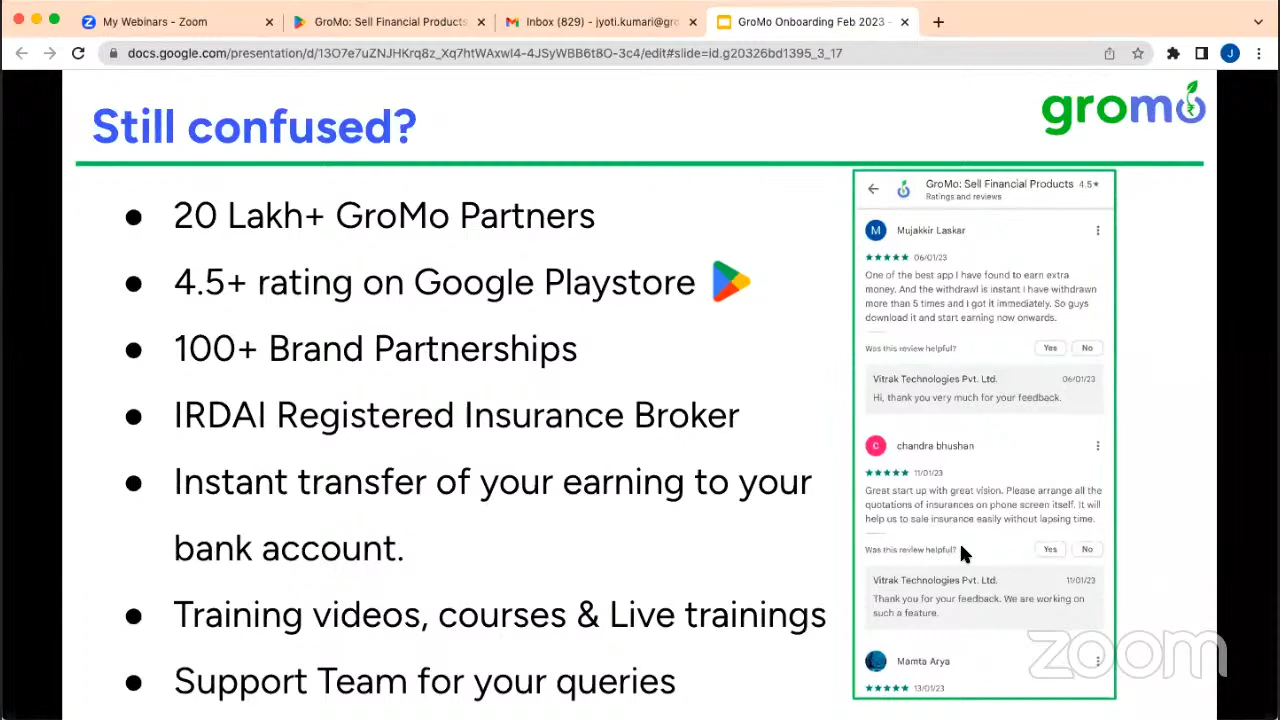 My Webinars - Zoom
GroMo: Sell Financial Products
Inbox (829) - jyoti.kumari@gro
GroMo Onboarding Feb 2023 -
docs.google.com/presentation/d/13O7e7uZNJHKrq8z_Xq7htWAxwI4-4JSyWBB6t8O-3c4/edit#slide=id.g20326bd1395_3_17
J
Still confused?
gromo
● 20 Lakh+ GroMo Partners
● 4.5+ rating on Google Playstore
● 100+ Brand Partnerships
● IRDAI Registered Insurance Broker
● Instant transfer of your earning to your
bank account.
● Training videos, courses & Live trainings
● Support Team for your queries
GroMo: Sell Financial Products 4.5★
Ratings and reviews
M Mujakkir Laskar
★★★★★ 06/01/23
One of the best app I have found to earn extra
money. And the withdrawl is instant I have withdrawn
more than 5 times and I got it immediately. So guys
download it and start earning now onwards.
Was this review helpful? Yes No
Vitrak Technologies Pvt. Ltd. 06/01/23
Hi, thank you very much for your feedback.
C chandra bhushan
★★★★★ 11/01/23
Great start up with great vision. Please arrange all the
quotations of insurances on phone screen itself. It will
help us to sale insurance easily without lapsing time.
Was this review helpful? Yes No
Vitrak Technologies Pvt. Ltd. 11/01/23
Thank you for your feedback. We are working on
such a feature.
Mamta Arya
★★★★★ 13/01/23
zoom